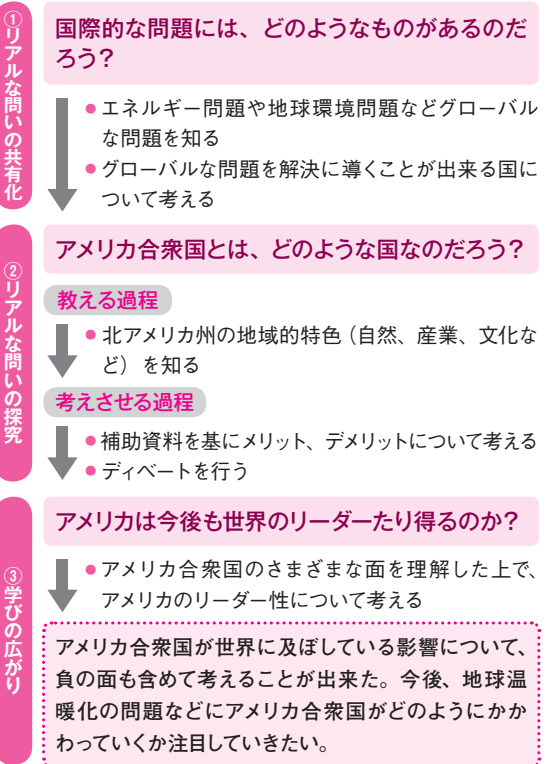 ①リアルな問いの共有化
国際的な問題には、どのようなものがあるのだ
ろう？
●エネルギー問題や地球環境問題などグローバル
な問題を知る
●グローバルな問題を解決に導くことが出来る国に
ついて考える
②リアルな問いの探究
アメリカ合衆国とは、どのような国なのだろう？
教える過程
●北アメリカ州の地域的特色（自然、産業、文化な
ど）を知る
考えさせる過程
●補助資料を基にメリット、デメリットについて考える
●ディベートを行う
③学びの広がり
アメリカは今後も世界のリーダーたり得るのか？
●アメリカ合衆国のさまざまな面を理解した上で、
アメリカのリーダー性について考える
アメリカ合衆国が世界に及ぼしている影響について、
負の面も含めて考えることが出来た。今後、地球温
暖化の問題などにアメリカ合衆国がどのようにかか
わっていくか注目していきたい。